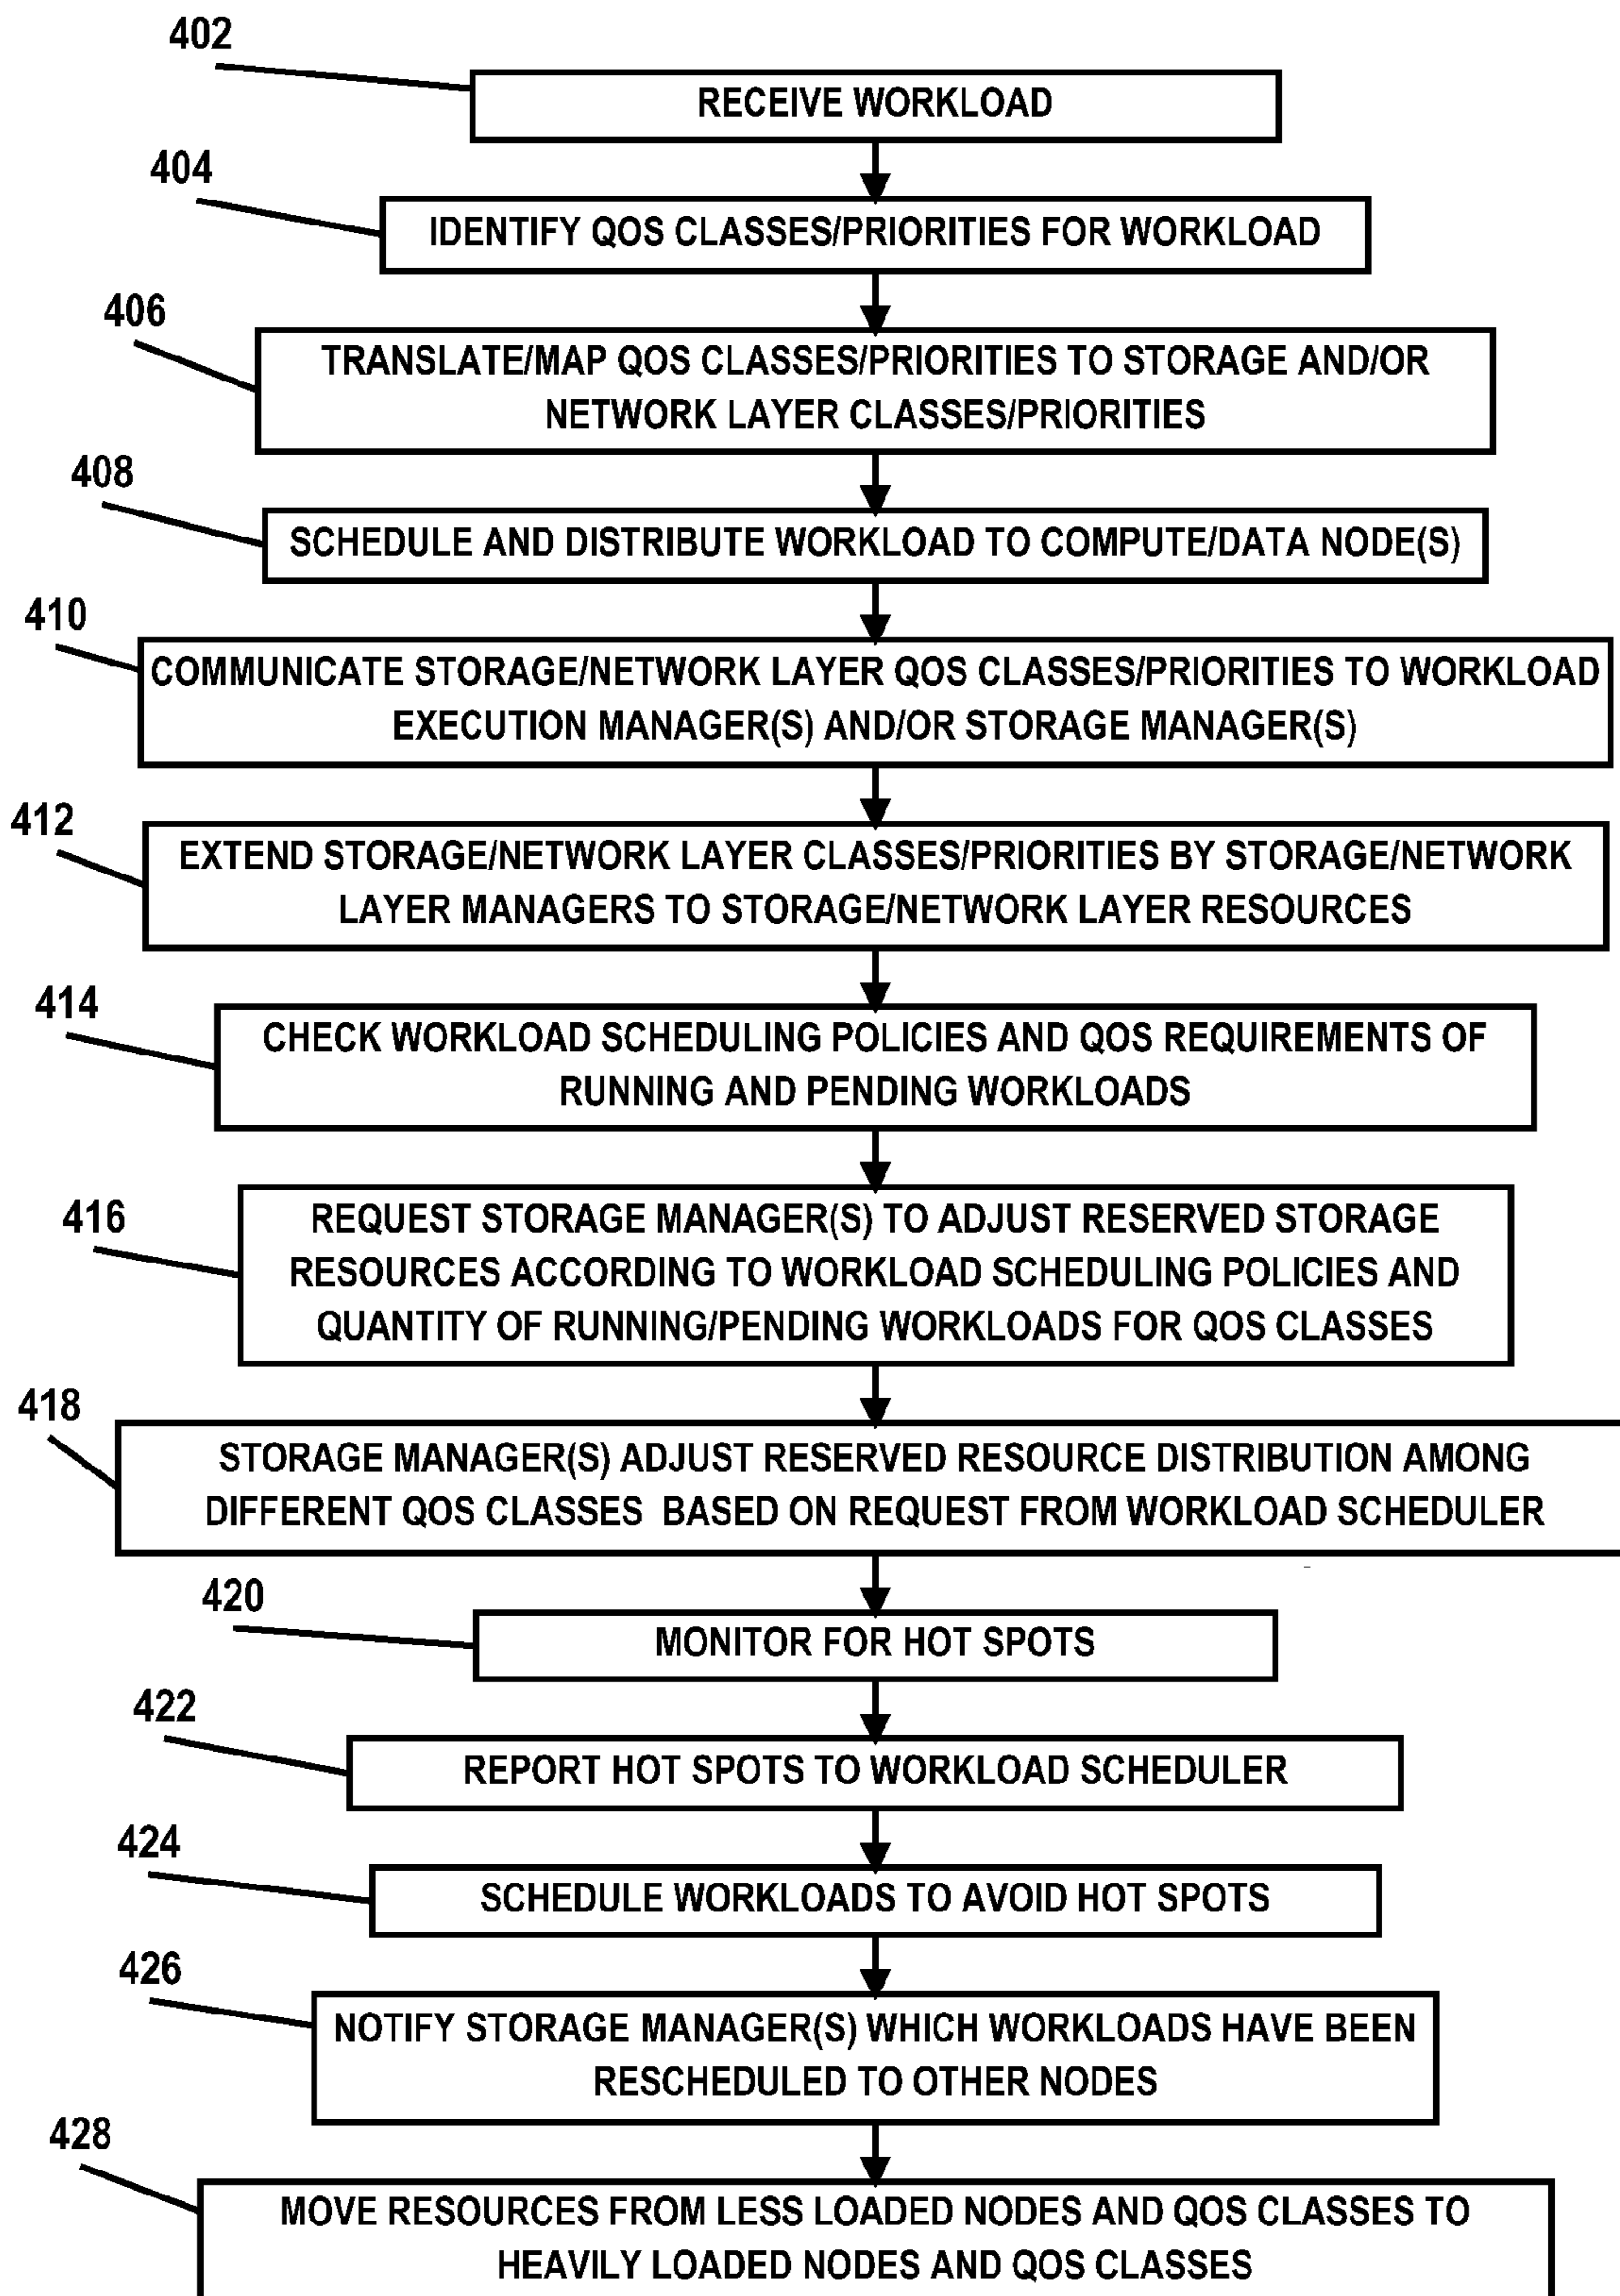 402
RECEIVE WORKLOAD
404
IDENTIFY QOS CLASSES/PRIORITIES FOR WORKLOAD
406
TRANSLATE/MAP QOS CLASSES/PRIORITIES TO STORAGE AND/OR
NETWORK LAYER CLASSES/PRIORITIES
408
SCHEDULE AND DISTRIBUTE WORKLOAD TO COMPUTE/DATA NODE(S)
410
COMMUNICATE STORAGE/NETWORK LAYER QOS CLASSES/PRIORITIES TO WORKLOAD
EXECUTION MANAGER(S) AND/OR STORAGE MANAGER(S)
412
EXTEND STORAGE/NETWORK LAYER CLASSES/PRIORITIES BY STORAGE/NETWORK
LAYER MANAGERS TO STORAGE/NETWORK LAYER RESOURCES
414
CHECK WORKLOAD SCHEDULING POLICIES AND QOS REQUIREMENTS OF
RUNNING AND PENDING WORKLOADS
416
REQUEST STORAGE MANAGER(S) TO ADJUST RESERVED STORAGE
RESOURCES ACCORDING TO WORKLOAD SCHEDULING POLICIES AND
QUANTITY OF RUNNING/PENDING WORKLOADS FOR QOS CLASSES
418
STORAGE MANAGER(S) ADJUST RESERVED RESOURCE DISTRIBUTION AMONG
DIFFERENT QOS CLASSES BASED ON REQUEST FROM WORKLOAD SCHEDULER
420
MONITOR FOR HOT SPOTS
422
REPORT HOT SPOTS TO WORKLOAD SCHEDULER
424
SCHEDULE WORKLOADS TO AVOID HOT SPOTS
426
NOTIFY STORAGE MANAGER(S) WHICH WORKLOADS HAVE BEEN
RESCHEDULED TO OTHER NODES
428
MOVE RESOURCES FROM LESS LOADED NODES AND QOS CLASSES TO
HEAVILY LOADED NODES AND QOS CLASSES